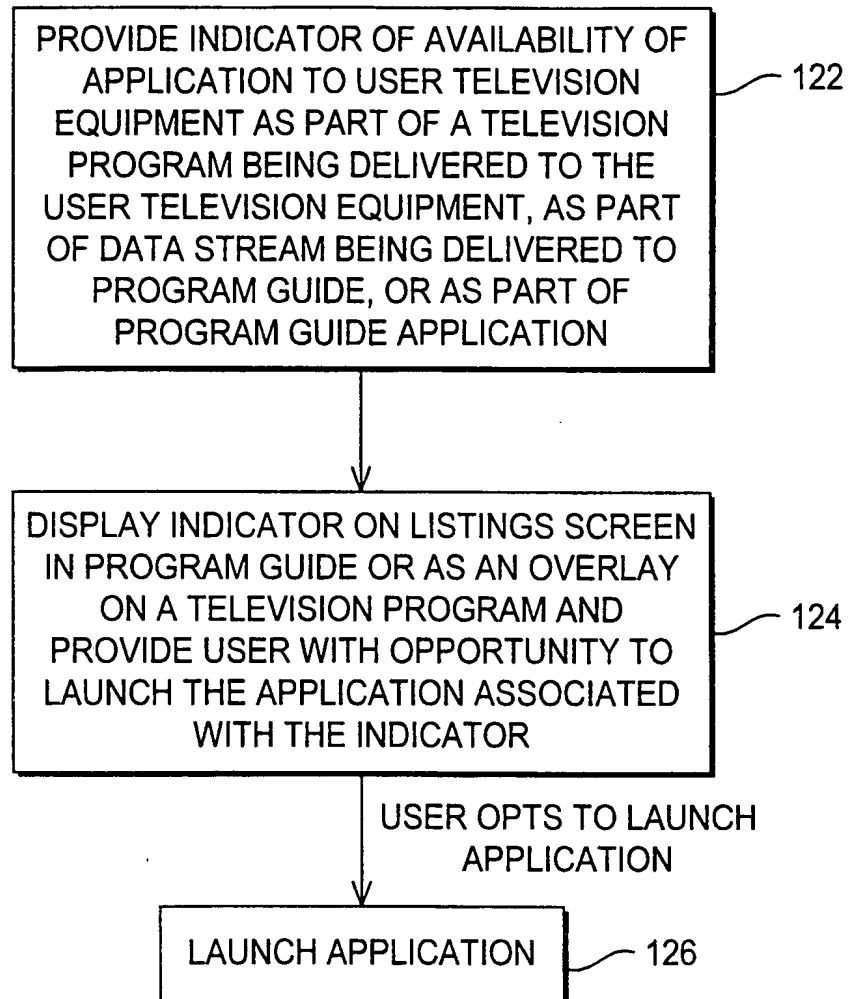 PROVIDE INDICATOR OF AVAILABILITY OF
APPLICATION TO USER TELEVISION
EQUIPMENT AS PART OF A TELEVISION
PROGRAM BEING DELIVERED TO THE
USER TELEVISION EQUIPMENT, AS PART
OF DATA STREAM BEING DELIVERED TO
PROGRAM GUIDE, OR AS PART OF
PROGRAM GUIDE APPLICATION
122
DISPLAY INDICATOR ON LISTINGS SCREEN
IN PROGRAM GUIDE OR AS AN OVERLAY
ON A TELEVISION PROGRAM AND
PROVIDE USER WITH OPPORTUNITY TO
LAUNCH THE APPLICATION ASSOCIATED
WITH THE INDICATOR
124
USER OPTS TO LAUNCH
APPLICATION
LAUNCH APPLICATION
126